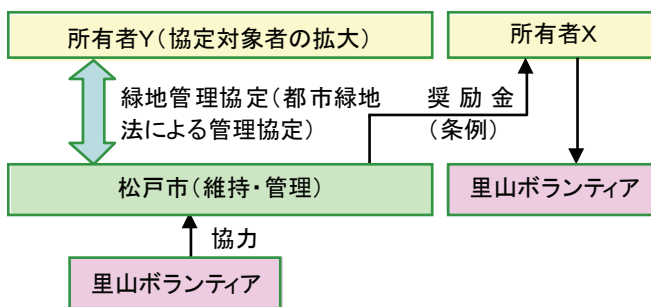 所有者Y(協定対象者の拡大)
所有者X
緑地管理協定(都市緑地
法による管理協定)
奨励金
(条例)
松戸市(維持・管理)
里山ボランティア
協力
里山ボランティア